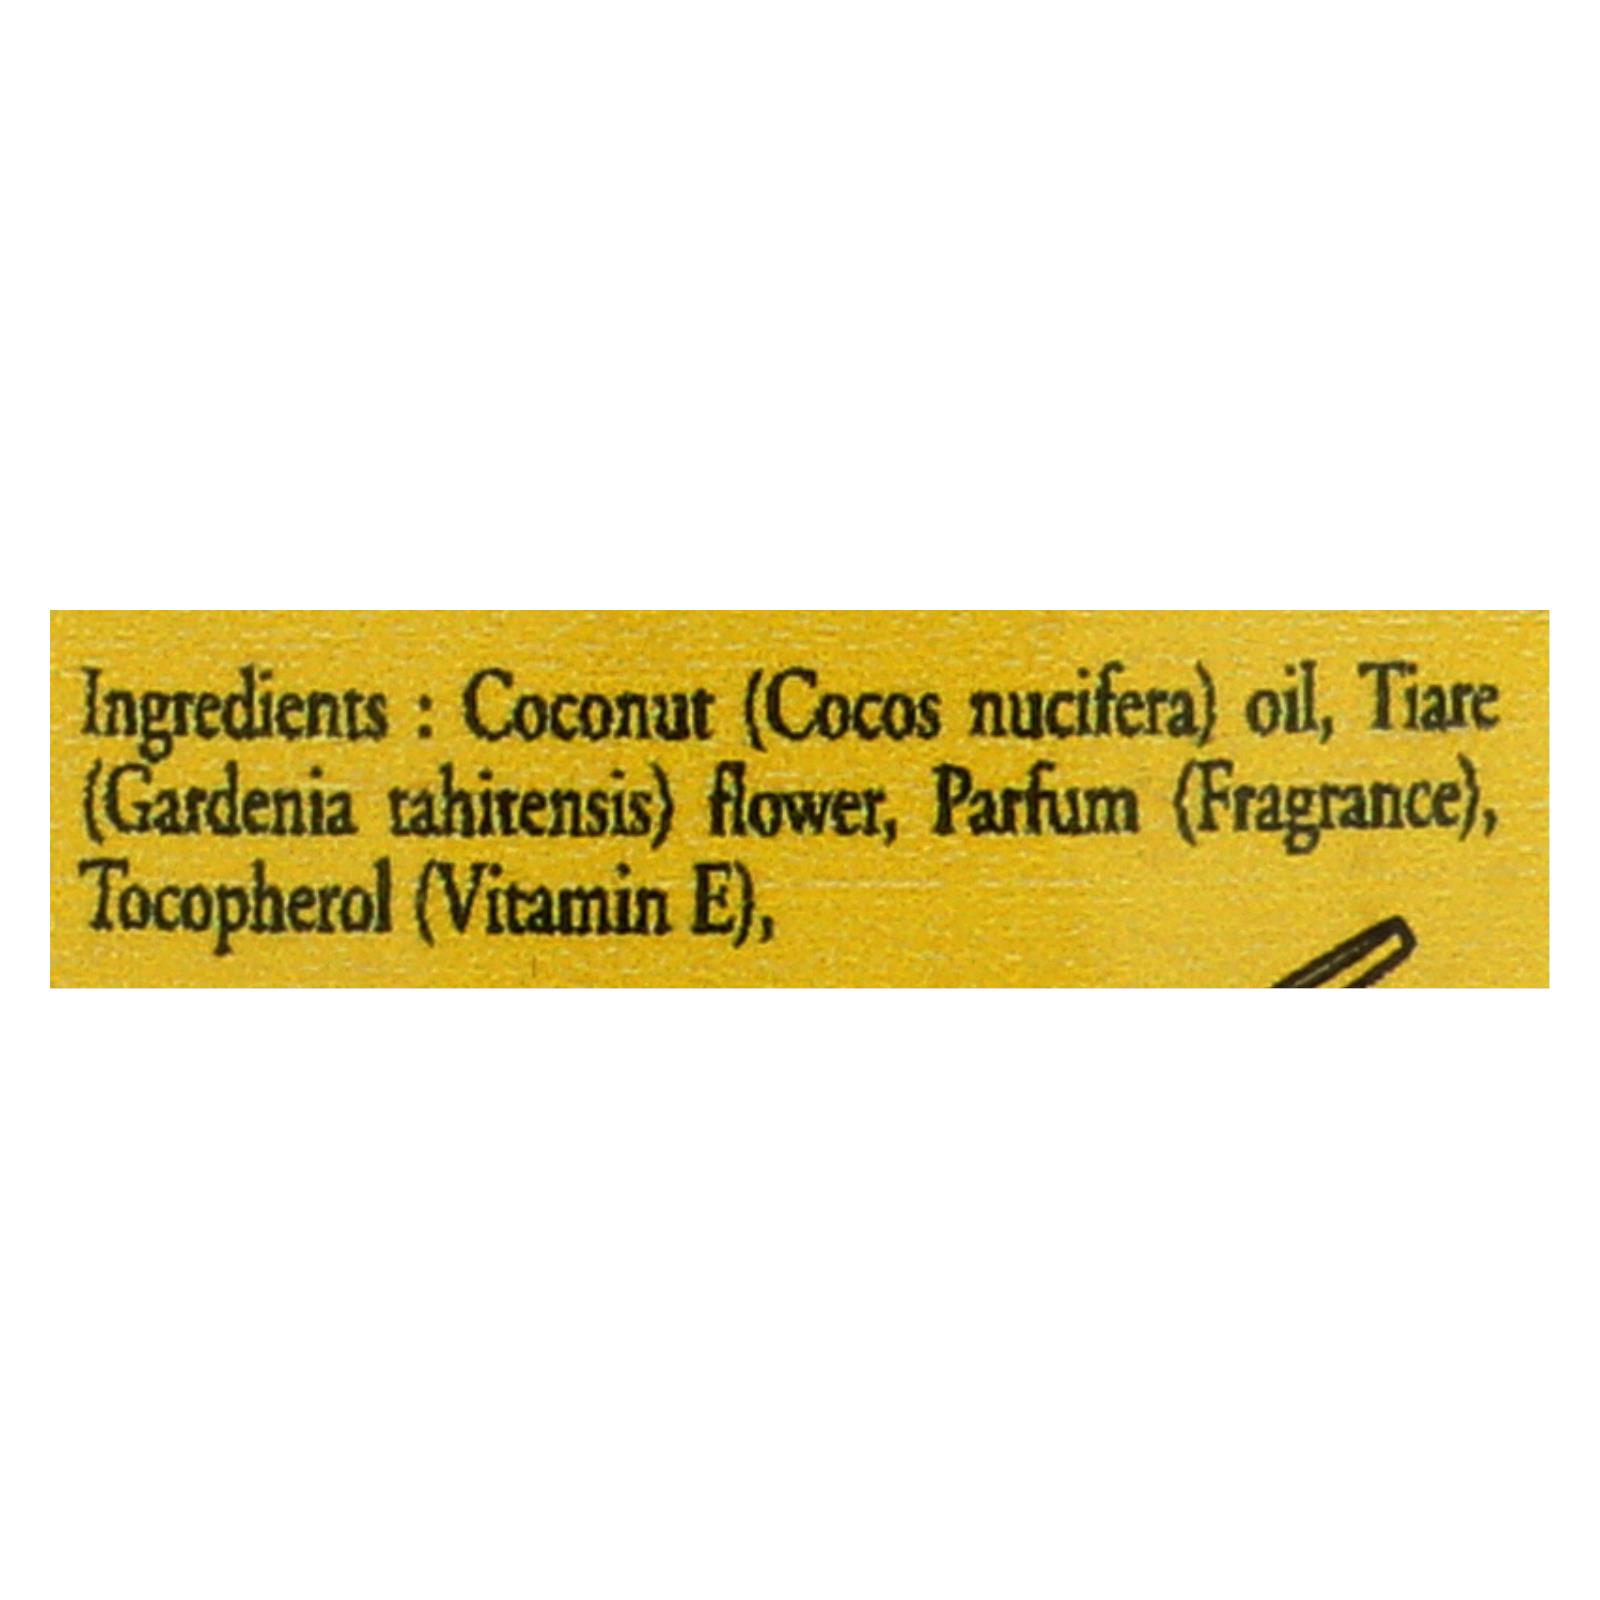 Ingredients : Coconut (Cocos nucifera) oil, Tiare
(Gardenia tahitensis) flower, Parfum (Fragrance),
Tocopherol (Vitamin E),